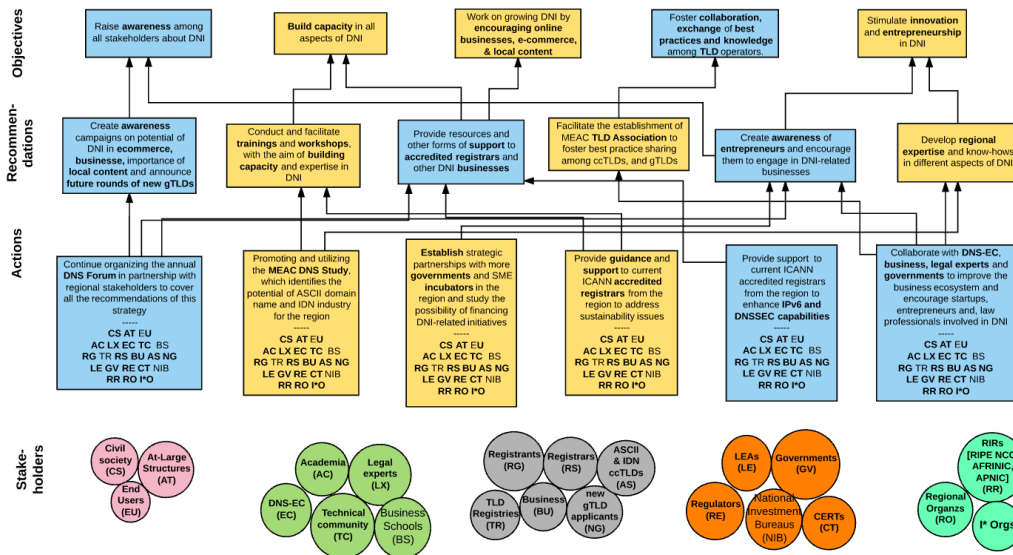 Objectives
Raise awareness among
all stakeholders about DNI
Build capacity in all
aspects of DNI
Work on growing DNI by
encouraging online
businesses, e-commerce,
& local content
Foster collaboration,
exchange of best
practices and knowledge
among TLD operators.
Stimulate innovation
and entrepreneurship
in DNI
Recommen-
dations
Create awareness
campaigns on potential of
DNI in ecommerce,
businesse, importance of
local content and announce
future rounds of new gTLDs
Conduct and facilitate
trainings and workshops,
with the aim of building
capacity and expertise in
DNI
Provide resources and
other forms of support to
accredited registrars and
other DNI businesses
Facilitate the establishment of
MEAC TLD Association to
foster best practice sharing
among ccTLDs, and gTLDs
Create awareness of
entrepreneurs and encourage
them to engage in DNI-related
businesses
Develop regional
expertise and know-hows
in different aspects of DNI
Actions
Continue organizing the annual
DNS Forum in partnership with
regional stakeholders to cover
all the recommendations of this
strategy
-----
CS AT EU
AC LX EC TC BS
RG TR RS BU AS NG
LE GV RE CT NIB
RR RO I*O
Promoting and utilizing
the MEAC DNS Study,
which identifies the
potential of ASCII domain
name and IDN industry
for the region
-----
CS AT EU
AC LX EC TC BS
RG TR RS BU AS NG
LE GV RE CT NIB
RR RO I*O
Establish strategic
partnerships with more
governments and SME
incubators in
the region and study the
possibility of financing
DNI-related initiatives
-----
CS AT EU
AC LX EC TC BS
RG TR RS BU AS NG
LE GV RE CT NIB
RR RO I*O
Provide guidance and
support to current
ICANN accredited
registrars from the
region to address
sustainability issues
-----
CS AT EU
AC LX EC TC BS
RG TR RS BU AS NG
LE GV RE CT NIB
RR RO I*O
Provide support to
current ICANN
accredited registrars
from the region to
enhance IPv6 and
DNSSEC capabilities
-----
CS AT EU
AC LX EC TC BS
RG TR RS BU AS NG
LE GV RE CT NIB
RR RO I*O
Collaborate with DNS-EC,
business, legal experts and
governments to improve the
business ecosystem and
encourage startups,
entrepreneurs and, law
professionals involved in DNI
-----
CS AT EU
AC LX EC TC BS
RG TR RS BU AS NG
LE GV RE CT NIB
RR RO I*O
Stake-
holders
Civil
society
(CS)
At-Large
Structures
(AT)
End
Users
(EU)
Academia
(AC)
Legal
experts
(LX)
DNS-EC
(EC)
Technical
community
(TC)
Business
Schools
(BS)
Registrants
(RG)
Registrars
(RS)
ASCII
& IDN
ccTLDs
(AS)
TLD
Registries
(TR)
Business
(BU)
new
gTLD
applicants
(NG)
LEAs
(LE)
Governments
(GV)
Regulators
(RE)
National
Investment
Bureaus
(NIB)
CERTs
(CT)
RIRs
[RIPE NCC,
AFRINIC,
APNIC]
(RR)
Regional
Organzs
(RO)
I* Orgs